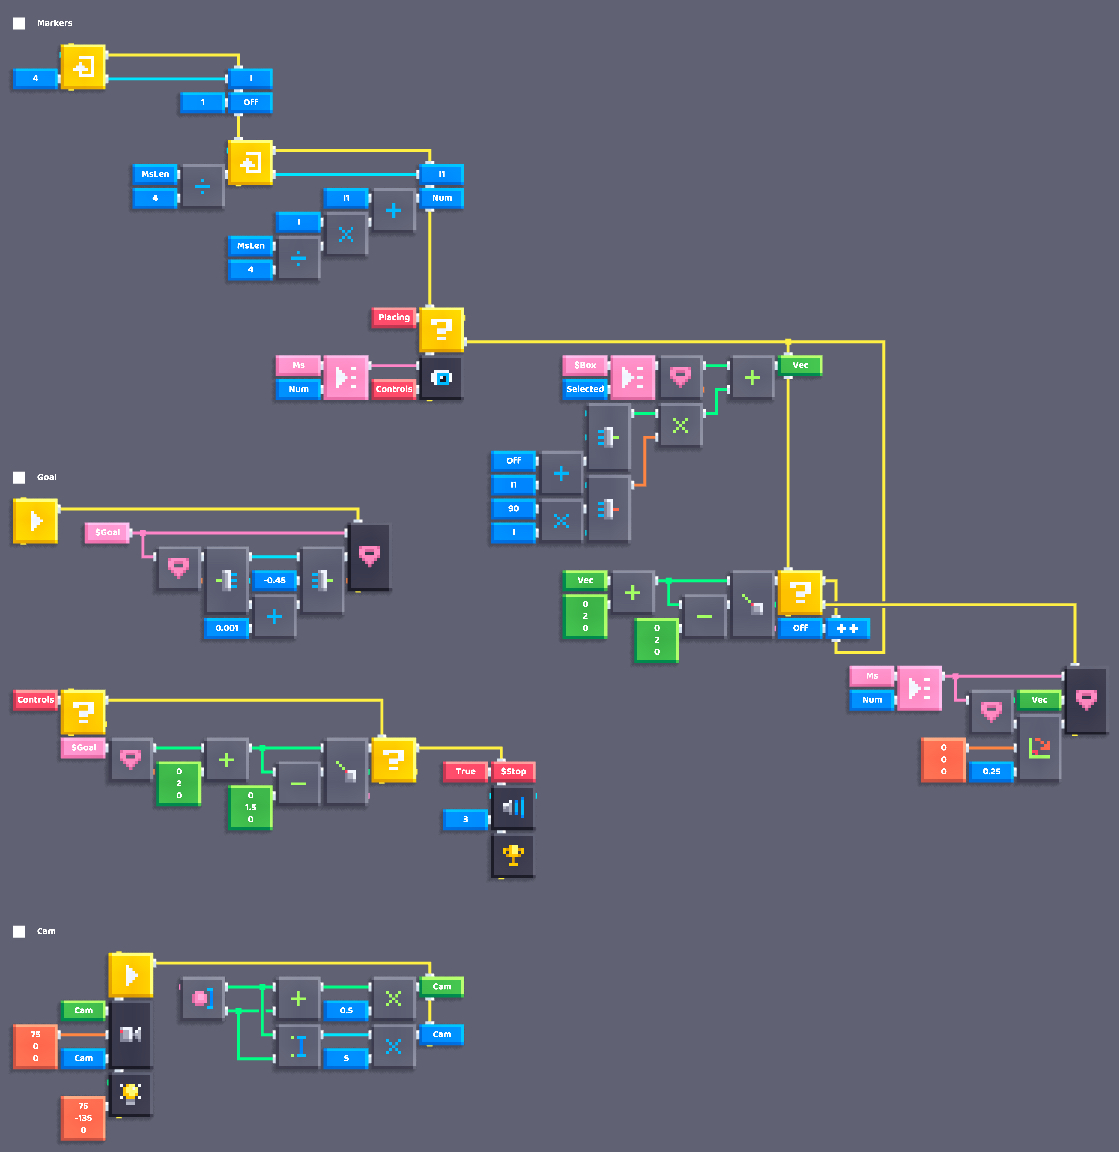 Markers
4
I
1
Off
MsLen
4
I1
I1
Num
I
MsLen
4
Placing
Ms
Num
Controls
$Box
Selected
Vec
Off
I1
90
I
Goal
$Goal
-0.45
0.001
Vec
0
2
0
0
2
0
Off
++
Ms
Num
Vec
0
0
0
0.25
Controls
$Goal
0
2
0
0
1.5
0
True
$Stop
3
Cam
Cam
75
0
0
Cam
0.5
5
Cam
Cam
75
-135
0